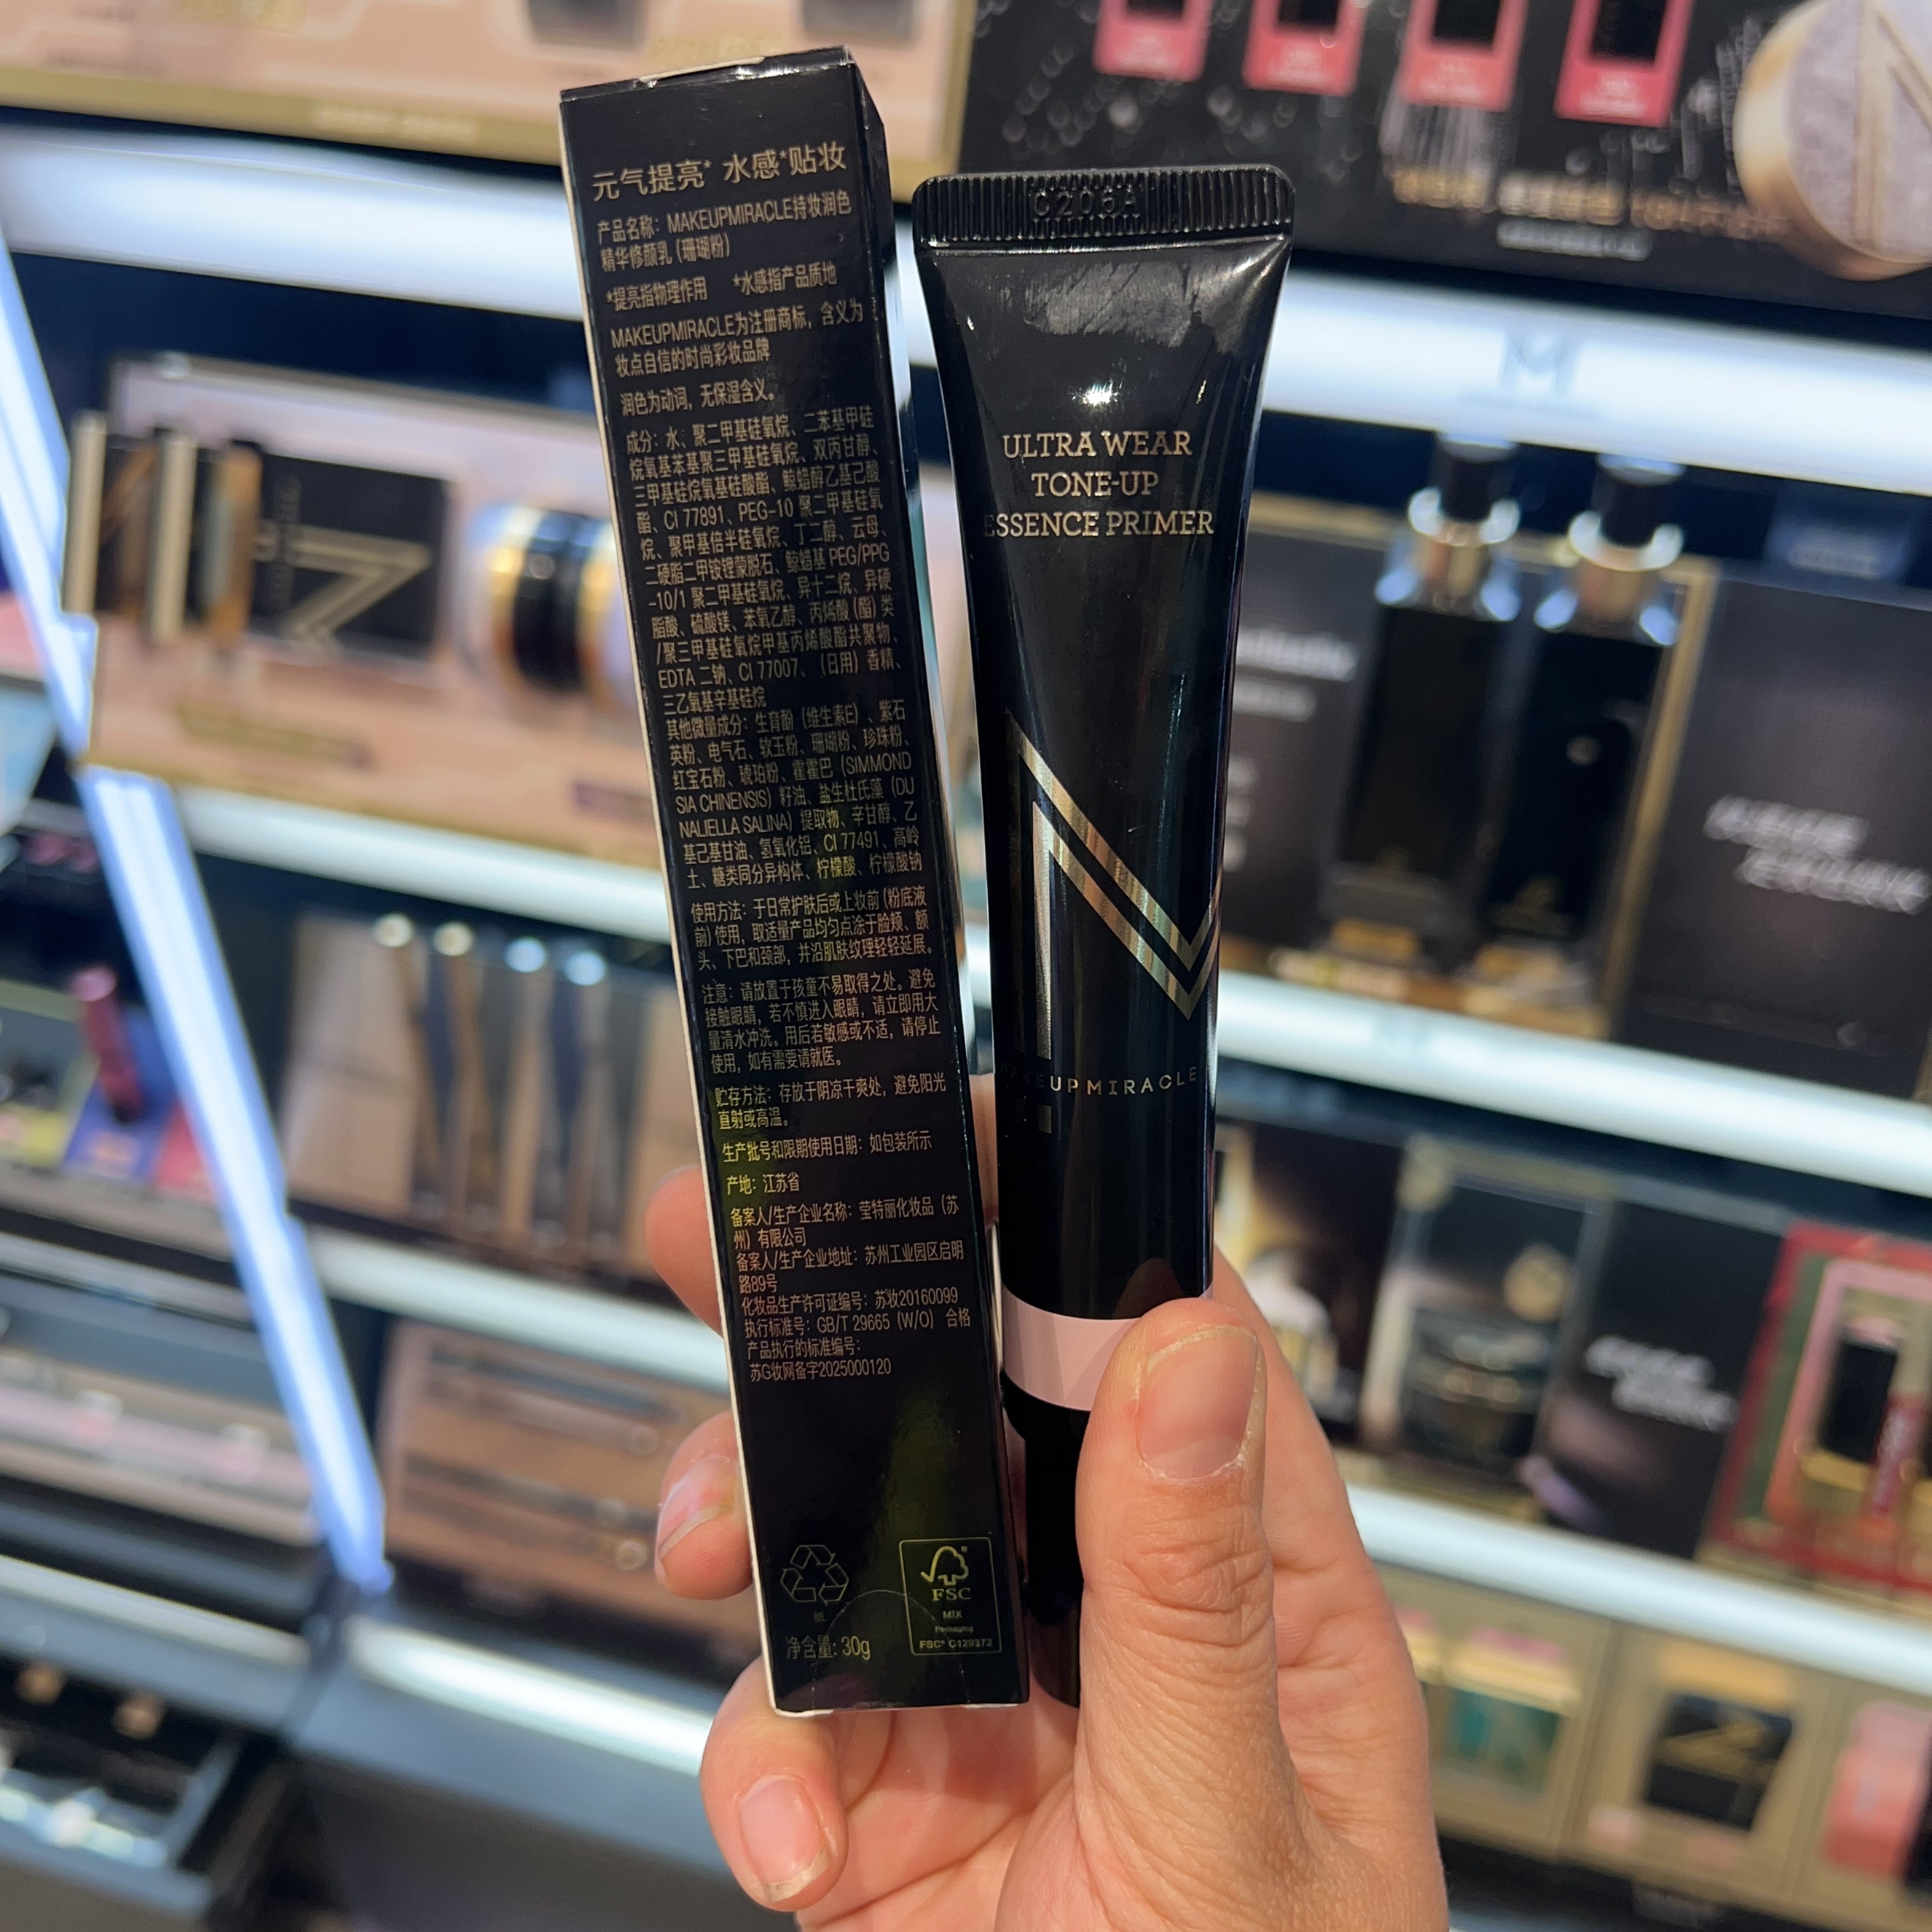 元气提亮* 水感*贴妆
产品名称：MAKEUPMIRACLE持妆润色
精华修颜乳 (珊瑚粉)
*提亮指物理作用 *水感指产品质地
MAKEUPMIRACLE为注册商标，含义为
妆点自信的时尚彩妆品牌
润色为动词，无保湿含义。
成分：水、聚二甲基硅氧烷、二苯基甲硅
烷氧基苯基聚三甲基硅氧烷、双丙甘醇、
三甲基硅烷氧基硅酸酯、鲸蜡醇乙基己酸
酯、CI 77891、PEG-10 聚二甲基硅氧
烷、聚甲基倍半硅氧烷、丁二醇、云母、
二硬脂二甲铵锂蒙脱石、鲸蜡基 PEG/PPG
-10/1 聚二甲基硅氧烷、异十二烷、异硬
脂酸、硫酸镁、苯氧乙醇、丙烯酸 (酯) 类
/聚三甲基硅氧烷甲基丙烯酸酯共聚物、
EDTA 二钠、CI 77007、(日用) 香精、
三乙氧基辛基硅烷
其他微量成分：生育酚 (维生素E) 、紫石
英粉、电气石、软玉粉、珊瑚粉、珍珠粉、
红宝石粉、琥珀粉、霍霍巴 (SIMMOND
SIA CHINENSIS) 籽油、盐生杜氏藻 (DU
NALIELLA SALINA) 提取物、辛甘醇、乙
基己基甘油、氢氧化铝、CI 77491、高岭
土、糖类同分异构体、柠檬酸、柠檬酸钠
使用方法：于日常护肤后或上妆前 (粉底液
前) 使用，取适量产品均匀点涂于脸颊、额
头、下巴和颈部，并沿肌肤纹理轻轻延展。
注意：请放置于孩童不易取得之处。避免
接触眼睛，若不慎进入眼睛，请立即用大
量清水冲洗。用后若敏感或不适，请停止
使用，如有需要请就医。
贮存方法：存放于阴凉干爽处，避免阳光
直射或高温。
生产批号和限期使用日期：如包装所示
产地：江苏省
备案人/生产企业名称：莹特丽化妆品 (苏
州) 有限公司
备案人/生产企业地址：苏州工业园区启明
路89号
化妆品生产许可证编号：苏妆20160099
执行标准号：GB/T 29665 (W/O) 合格
产品执行的标准编号：
苏G妆网备字2025000120
纸
净含量: 30g
FSC
MIX
Packaging
FSC® C129372
C205A
ULTRA WEAR
TONE-UP
ESSENCE PRIMER
MAKEUPMIRACLE